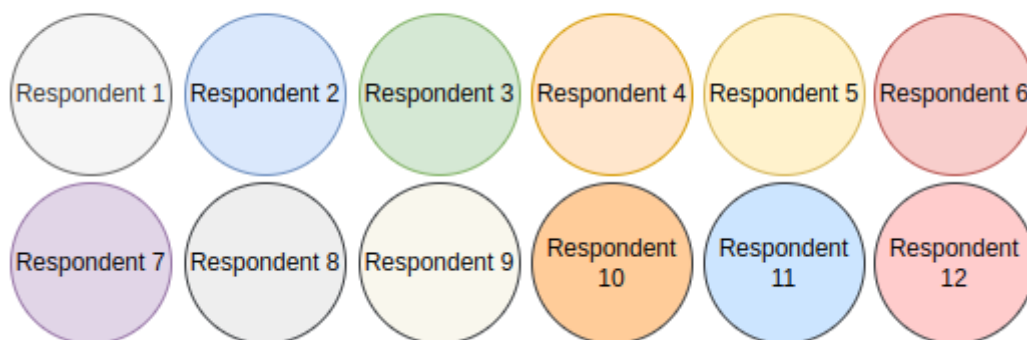 Respondent 1
Respondent 2
Respondent 3
Respondent 4
Respondent 5
Respondent 6
Respondent 7
Respondent 8
Respondent 9
Respondent
10
Respondent
11
Respondent
12